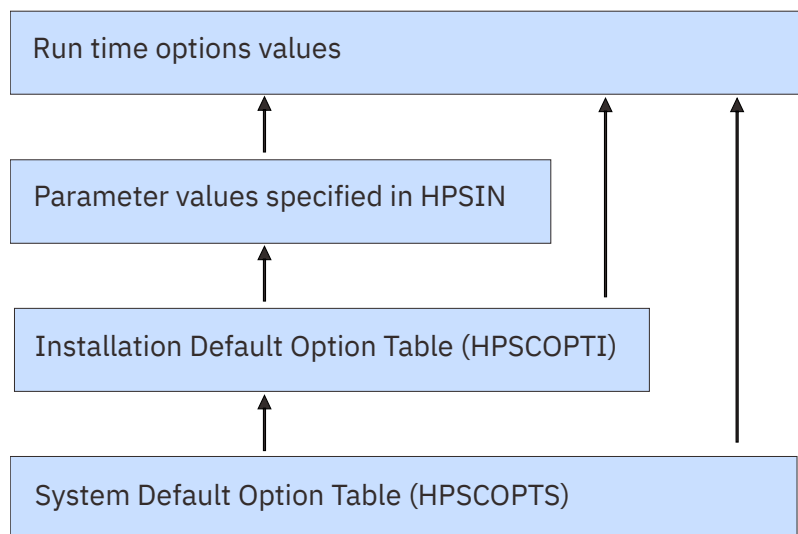 Run time options values
Parameter values specified in HPSIN
Installation Default Option Table (HPSCOPTI)
System Default Option Table (HPSCOPTS)